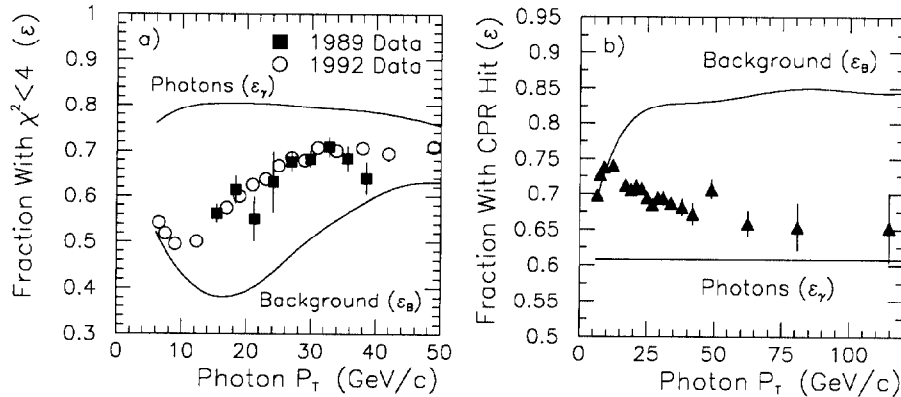 Fraction With χ² < 4 (ε)
1
0.9
0.8
0.7
0.6
0.5
0.4
0.3
a)
■ 1989 Data
○ 1992 Data
Photons (εγ)
Background (εB)
0 10 20 30 40 50
Photon PT (GeV/c)
Fraction With CPR Hit (ε)
0.95
0.9
0.85
0.8
0.75
0.7
0.65
0.6
0.55
0.5
b)
Background (εB)
Photons (εγ)
0 25 50 75 100
Photon PT (GeV/c)